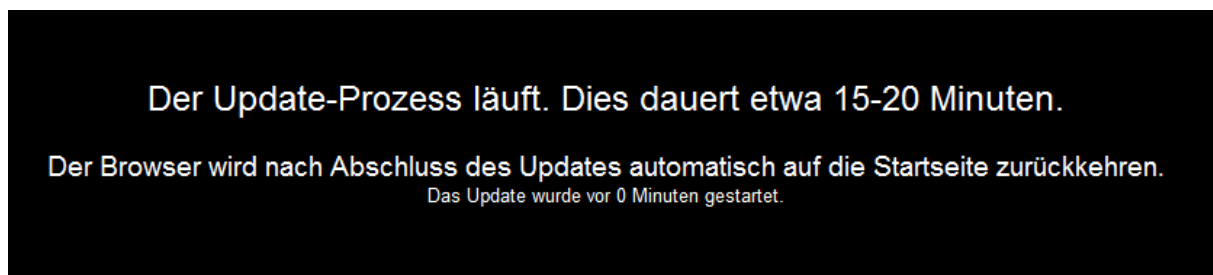 Der Update-Prozess läuft. Dies dauert etwa 15-20 Minuten.
Der Browser wird nach Abschluss des Updates automatisch auf die Startseite zurückkehren.
Das Update wurde vor 0 Minuten gestartet.